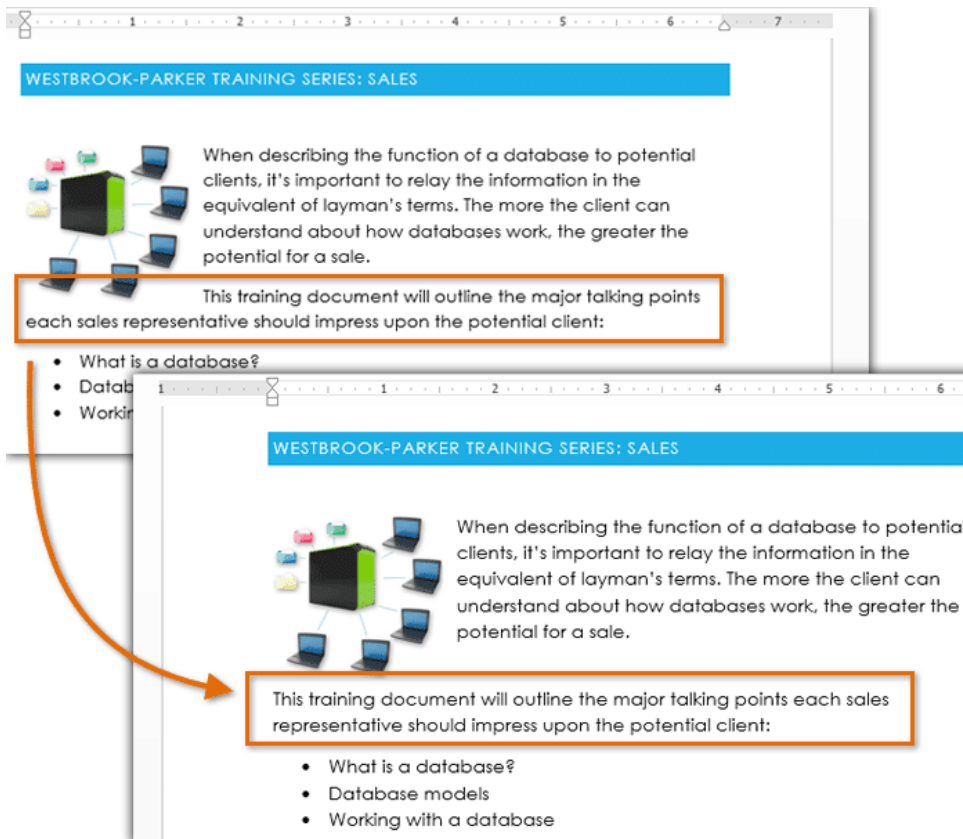 1 2 3 4 5 6 7
WESTBROOK-PARKER TRAINING SERIES: SALES
When describing the function of a database to potential
clients, it's important to relay the information in the
equivalent of layman's terms. The more the client can
understand about how databases work, the greater the
potential for a sale.
This training document will outline the major talking points
each sales representative should impress upon the potential client:
• What is a database?
• Datab
• Workin
1 1 2 3 4 5 6
WESTBROOK-PARKER TRAINING SERIES: SALES
When describing the function of a database to potentia
clients, it's important to relay the information in the
equivalent of layman's terms. The more the client can
understand about how databases work, the greater the
potential for a sale.
This training document will outline the major talking points each sales
representative should impress upon the potential client:
• What is a database?
• Database models
• Working with a database